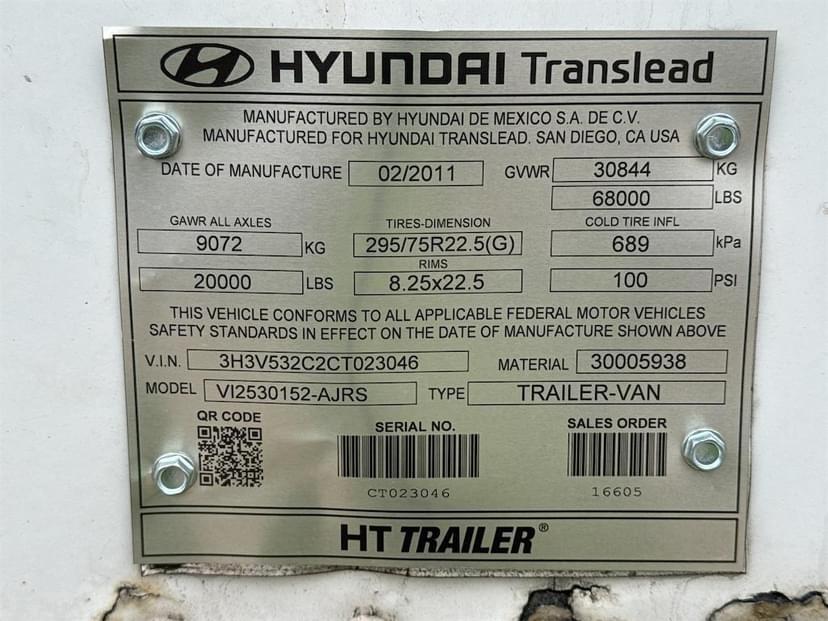 HYUNDAI Translead
MANUFACTURED BY HYUNDAI DE MEXICO S.A. DE C.V.
MANUFACTURED FOR HYUNDAI TRANSLEAD. SAN DIEGO, CA USA
DATE OF MANUFACTURE 02/2011 GVWR 30844 KG
68000 LBS
GAWR ALL AXLES TIRES-DIMENSION COLD TIRE INFL
9072 KG 295/75R22.5(G) 689 kPa
RIMS
20000 LBS 8.25x22.5 100 PSI
THIS VEHICLE CONFORMS TO ALL APPLICABLE FEDERAL MOTOR VEHICLES
SAFETY STANDARDS IN EFFECT ON THE DATE OF MANUFACTURE SHOWN ABOVE
V.I.N. 3H3V532C2CT023046 MATERIAL 30005938
MODEL VI2530152-AJRS TYPE TRAILER-VAN
QR CODE SERIAL NO. SALES ORDER
CT023046 16605
HT TRAILER®